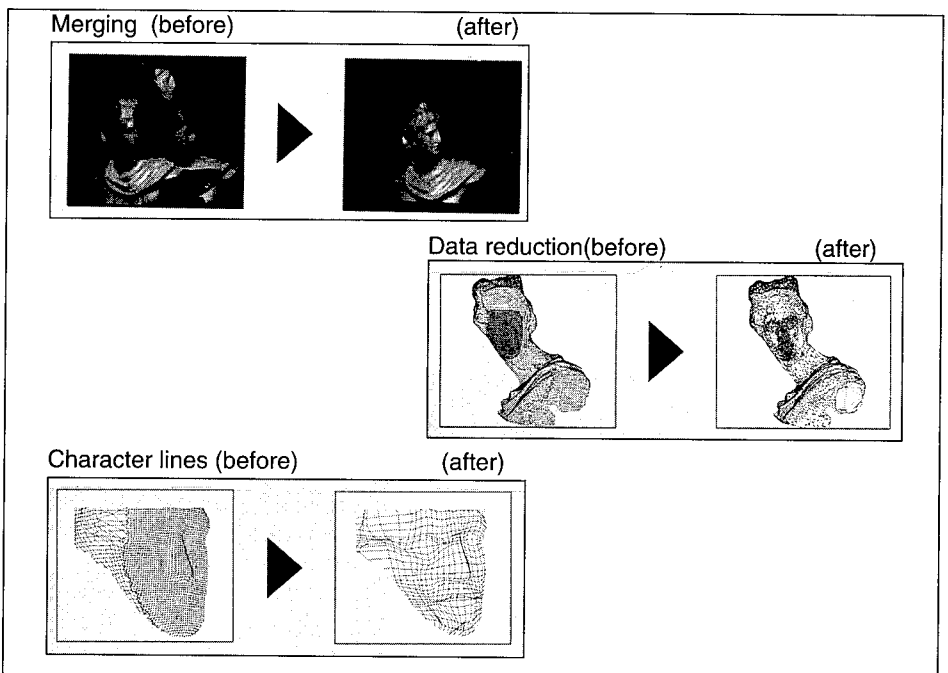 Merging (before) (after)
Data reduction(before) (after)
Character lines (before) (after)